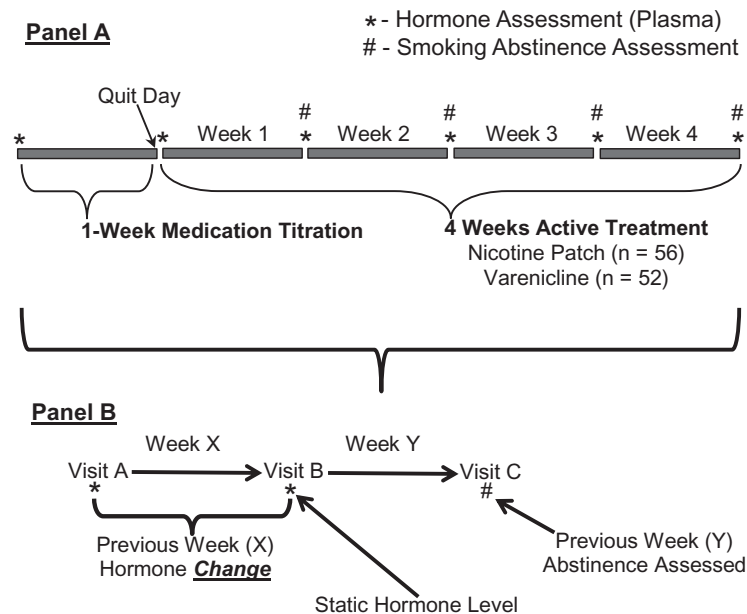 Panel A
* - Hormone Assessment (Plasma)
# - Smoking Abstinence Assessment
Quit Day
# # # #
* * Week 1 * Week 2 * Week 3 * Week 4 *
1-Week Medication Titration
4 Weeks Active Treatment
Nicotine Patch (n = 56)
Varenicline (n = 52)
Panel B
Week X Week Y
Visit A Visit B Visit C
* * #
Previous Week (X)
Hormone Change
Previous Week (Y)
Abstinence Assessed
Static Hormone Level